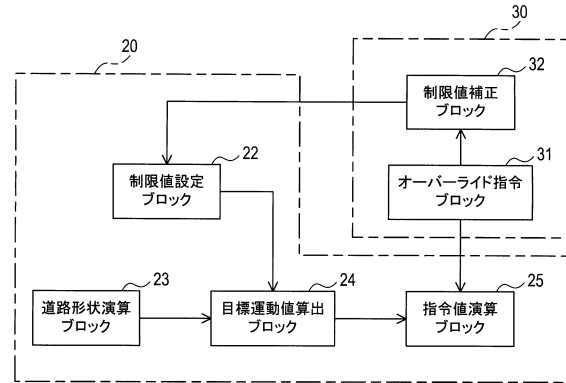 20
30
32
制限値補正
ブロック
22
制限値設定
ブロック
31
オーバーライド指令
ブロック
23
道路形状演算
ブロック
24
目標運動値算出
ブロック
25
指令値演算
ブロック